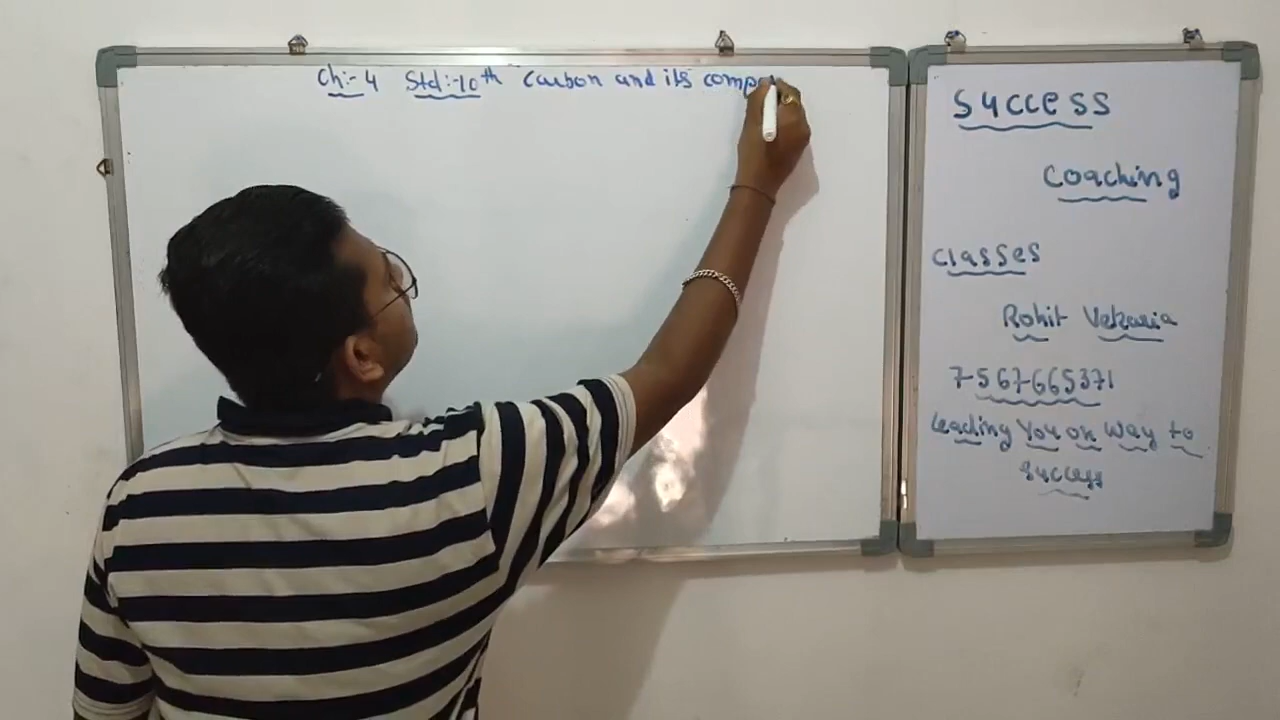 Ch:- 4 Std:-10th Carbon and its compo
Success
Coaching
Classes
Rohit Vekaria
7567665371
Leading You on Way to
Success